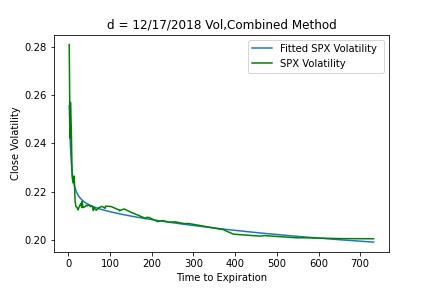 d = 12/17/2018 Vol,Combined Method
Fitted SPX Volatility
SPX Volatility
Close Volatility
0.28
0.26
0.24
0.22
0.20
0 100 200 300 400 500 600 700
Time to Expiration